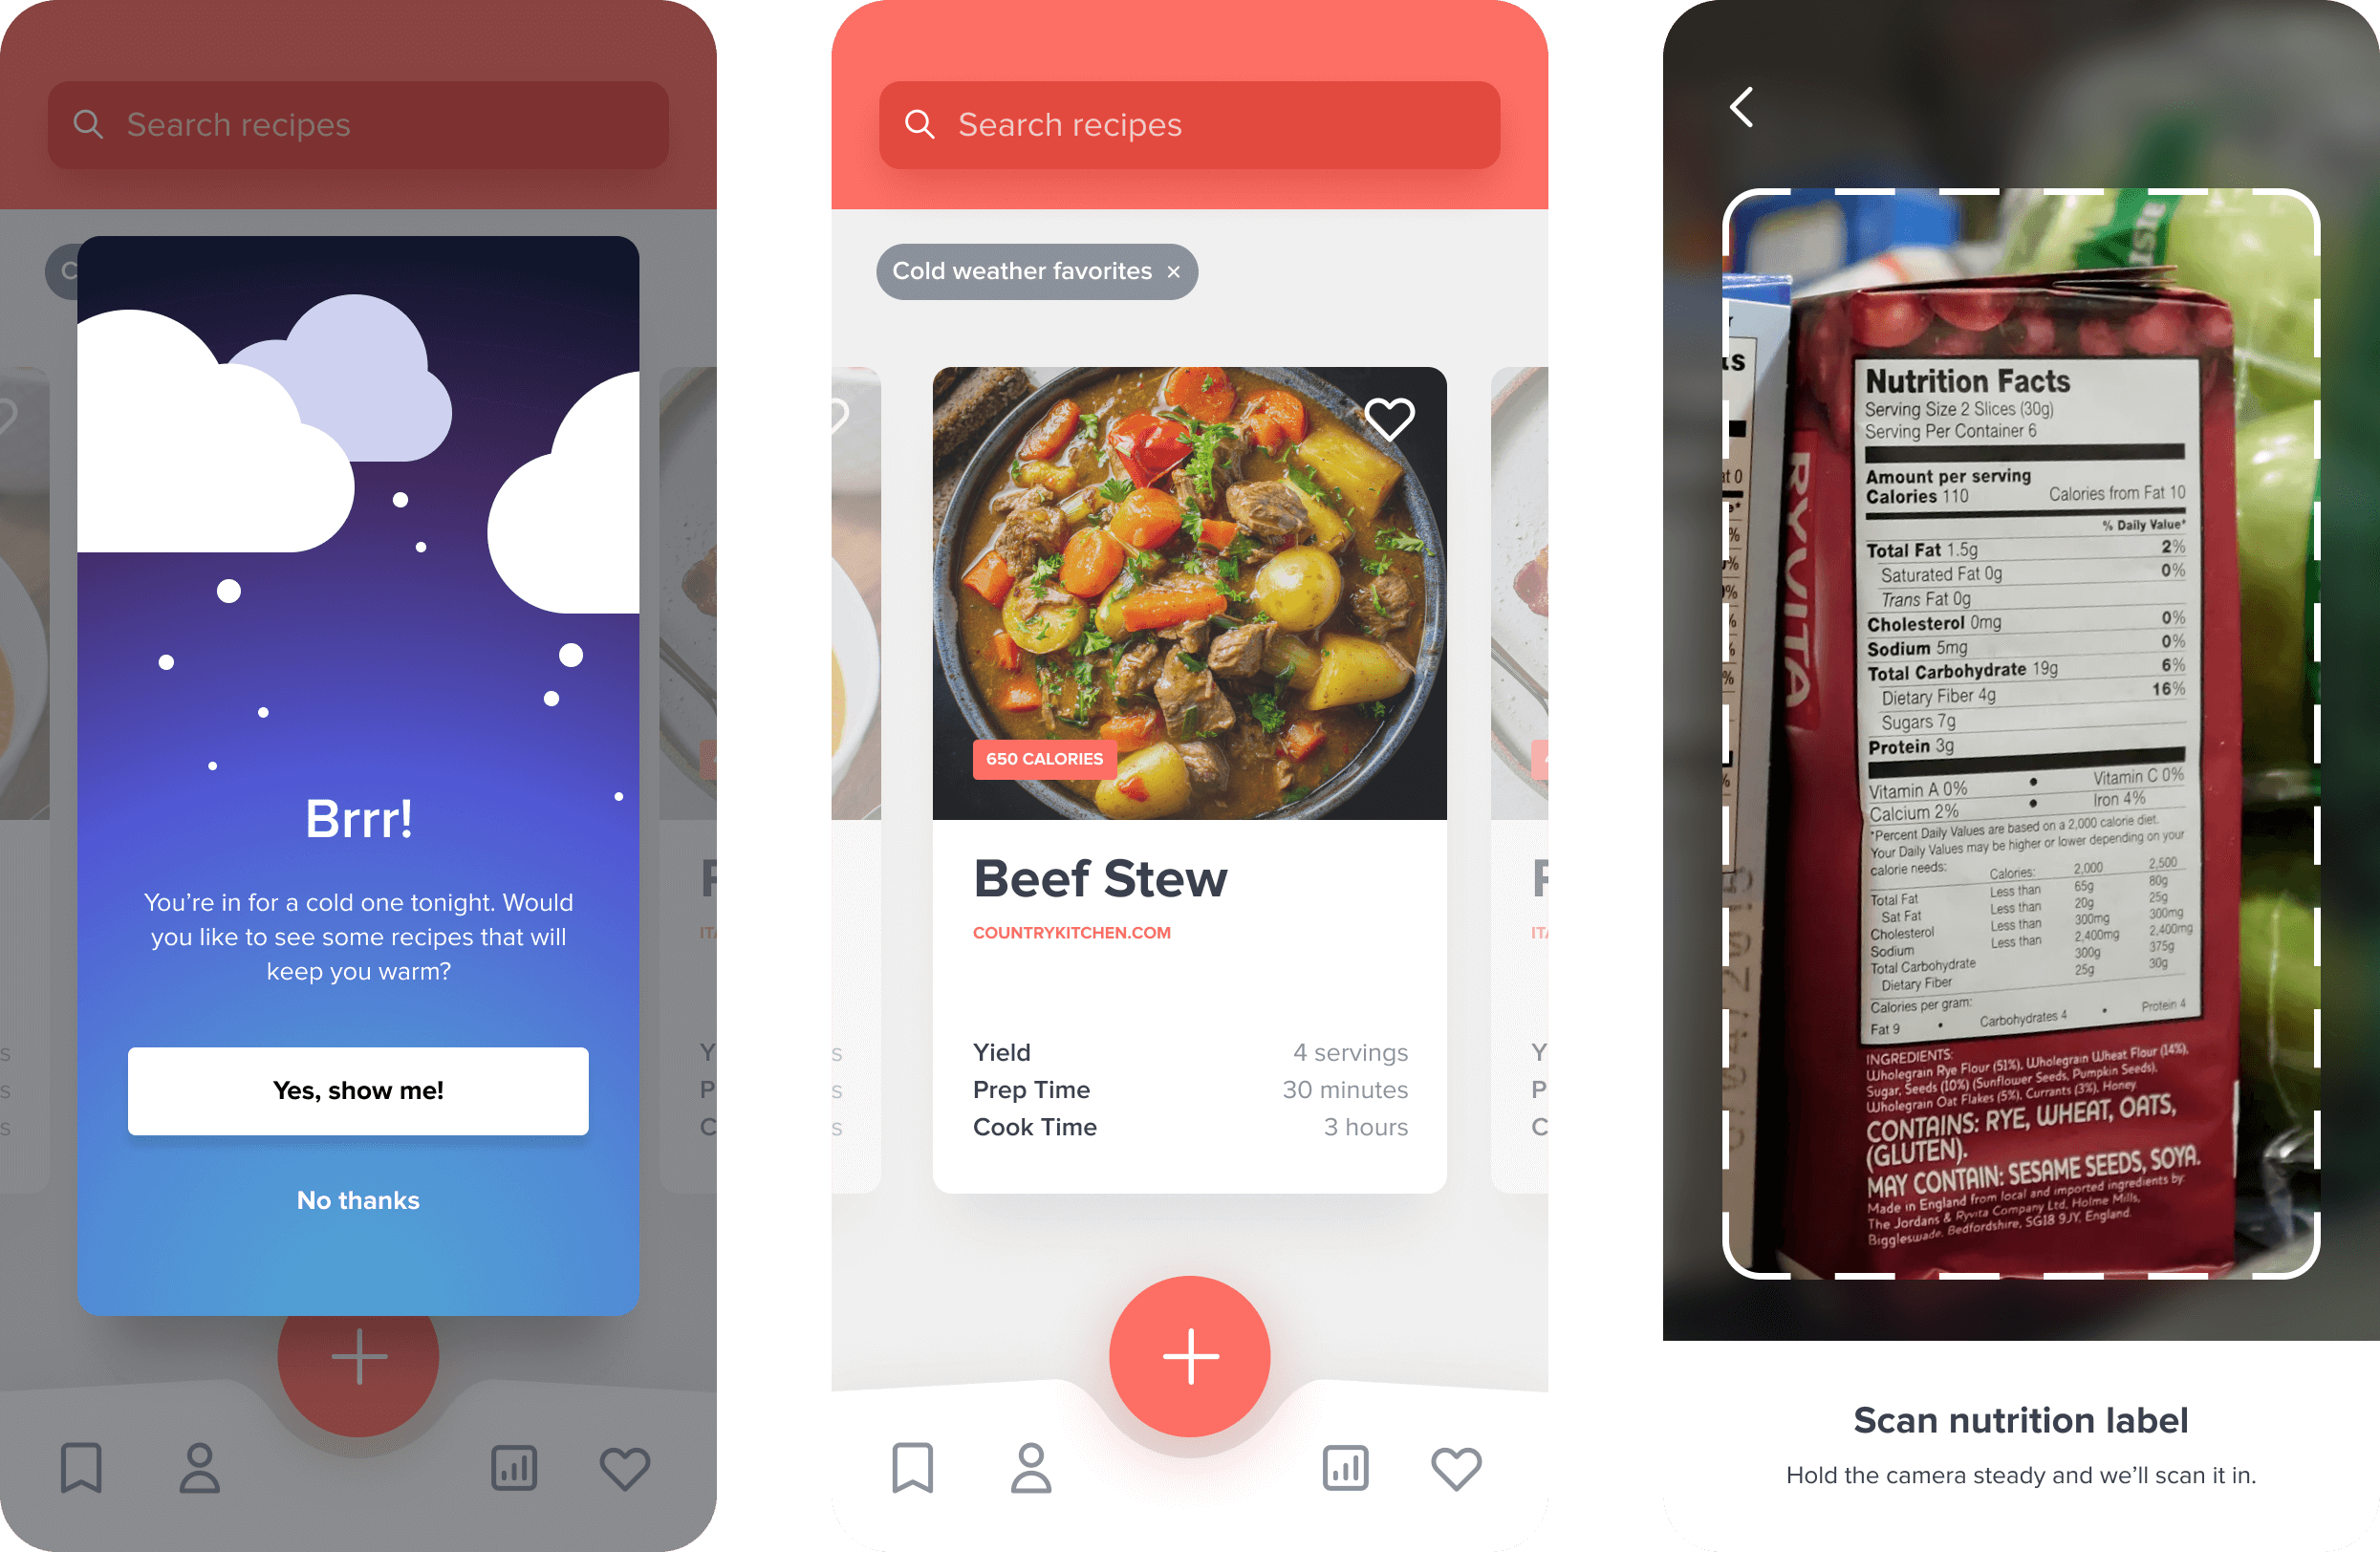 Search recipes
C
Brrr!
You’re in for a cold one tonight. Would
you like to see some recipes that will
keep you warm?
Yes, show me!
No thanks
Search recipes
Cold weather favorites ×
650 CALORIES
Beef Stew
COUNTRYKITCHEN.COM
Yield 4 servings
Prep Time 30 minutes
Cook Time 3 hours
RYVITA
Nutrition Facts
Serving Size 2 Slices (30g)
Serving Per Container 6
Amount per serving
Calories 110 Calories from Fat 10
% Daily Value*
Total Fat 1.5g 2%
Saturated Fat 0g 0%
Trans Fat 0g
Cholesterol 0mg 0%
Sodium 5mg 0%
Total Carbohydrate 19g 6%
Dietary Fiber 4g 16%
Sugars 7g
Protein 3g
Vitamin A 0% • Vitamin C 0%
Calcium 2% • Iron 4%
*Percent Daily Values are based on a 2,000 calorie diet.
Your Daily Values may be higher or lower depending on your
calorie needs:
Calories: 2,000 2,500
Total Fat Less than 65g 80g
Sat Fat Less than 20g 25g
Cholesterol Less than 300mg 300mg
Sodium Less than 2,400mg 2,400mg
Total Carbohydrate 300g 375g
Dietary Fiber 25g 30g
Calories per gram:
Fat 9 • Carbohydrates 4 • Protein 4
INGREDIENTS:
Wholegrain Rye Flour (51%), Wholegrain Wheat Flour (14%),
Sugar, Seeds (10%) (Sunflower Seeds, Pumpkin Seeds),
Wholegrain Oat Flakes (5%), Currants (3%), Honey
CONTAINS: RYE, WHEAT, OATS,
(GLUTEN).
MAY CONTAIN: SESAME SEEDS, SOYA.
Made in England from local and imported ingredients by
The Jordans & Ryvita Company Ltd, Holme Mills,
Biggleswade, Bedfordshire, SG18 9JY, England.
Scan nutrition label
Hold the camera steady and we’ll scan it in.